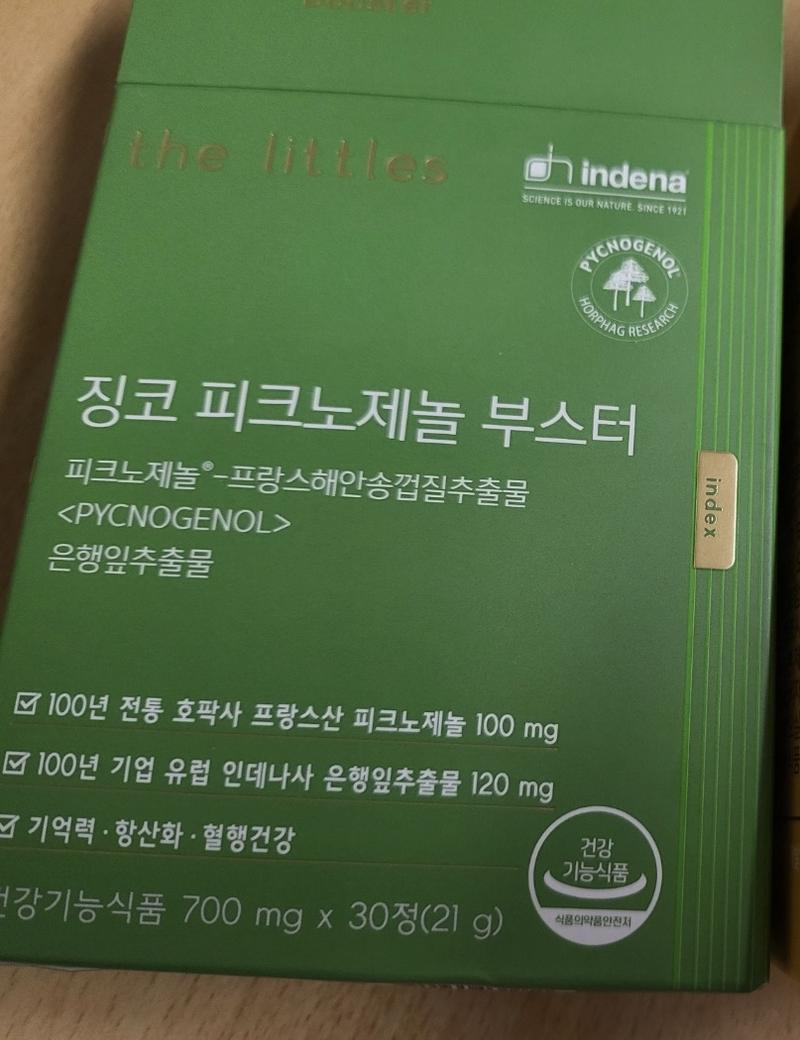 the littles
indena
SCIENCE IS OUR NATURE. SINCE 1921
PYCNOGENOL
HORPHAG RESEARCH
징코 피크노제놀 부스터
피크노제놀®-프랑스해안송껍질추출물
<PYCNOGENOL>
은행잎추출물
index
100년 전통 호팍사 프랑스산 피크노제놀 100 mg
100년 기업 유럽 인데나사 은행잎추출물 120 mg
기억력·항산화·혈행건강
건강
기능식품
식품의약품안전처
건강기능식품 700 mg x 30정(21 g)